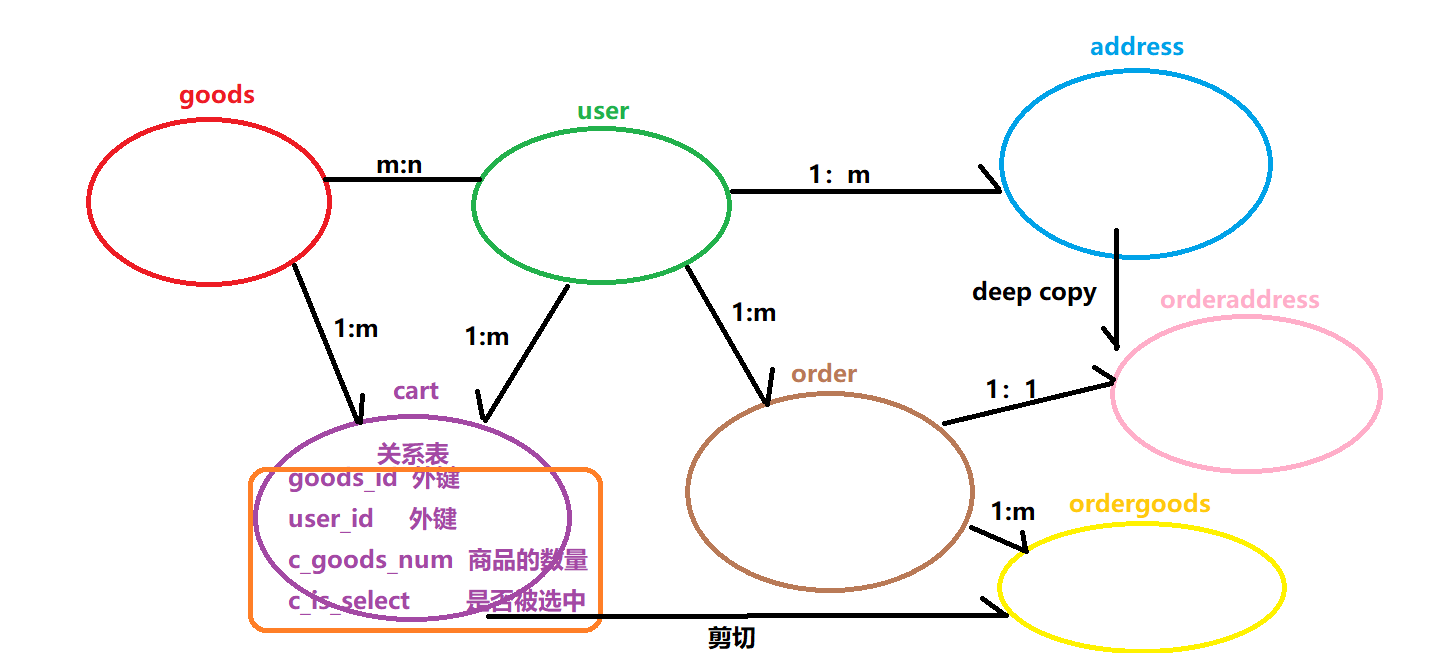 address
goods
user
m:n
1：m
deep copy
orderaddress
1:m
1:m
1:m
order
cart
1：1
关系表
goods_id 外键
user_id 外键
c_goods_num 商品的数量
c_is_select 是否被选中
ordergoods
1:m
剪切